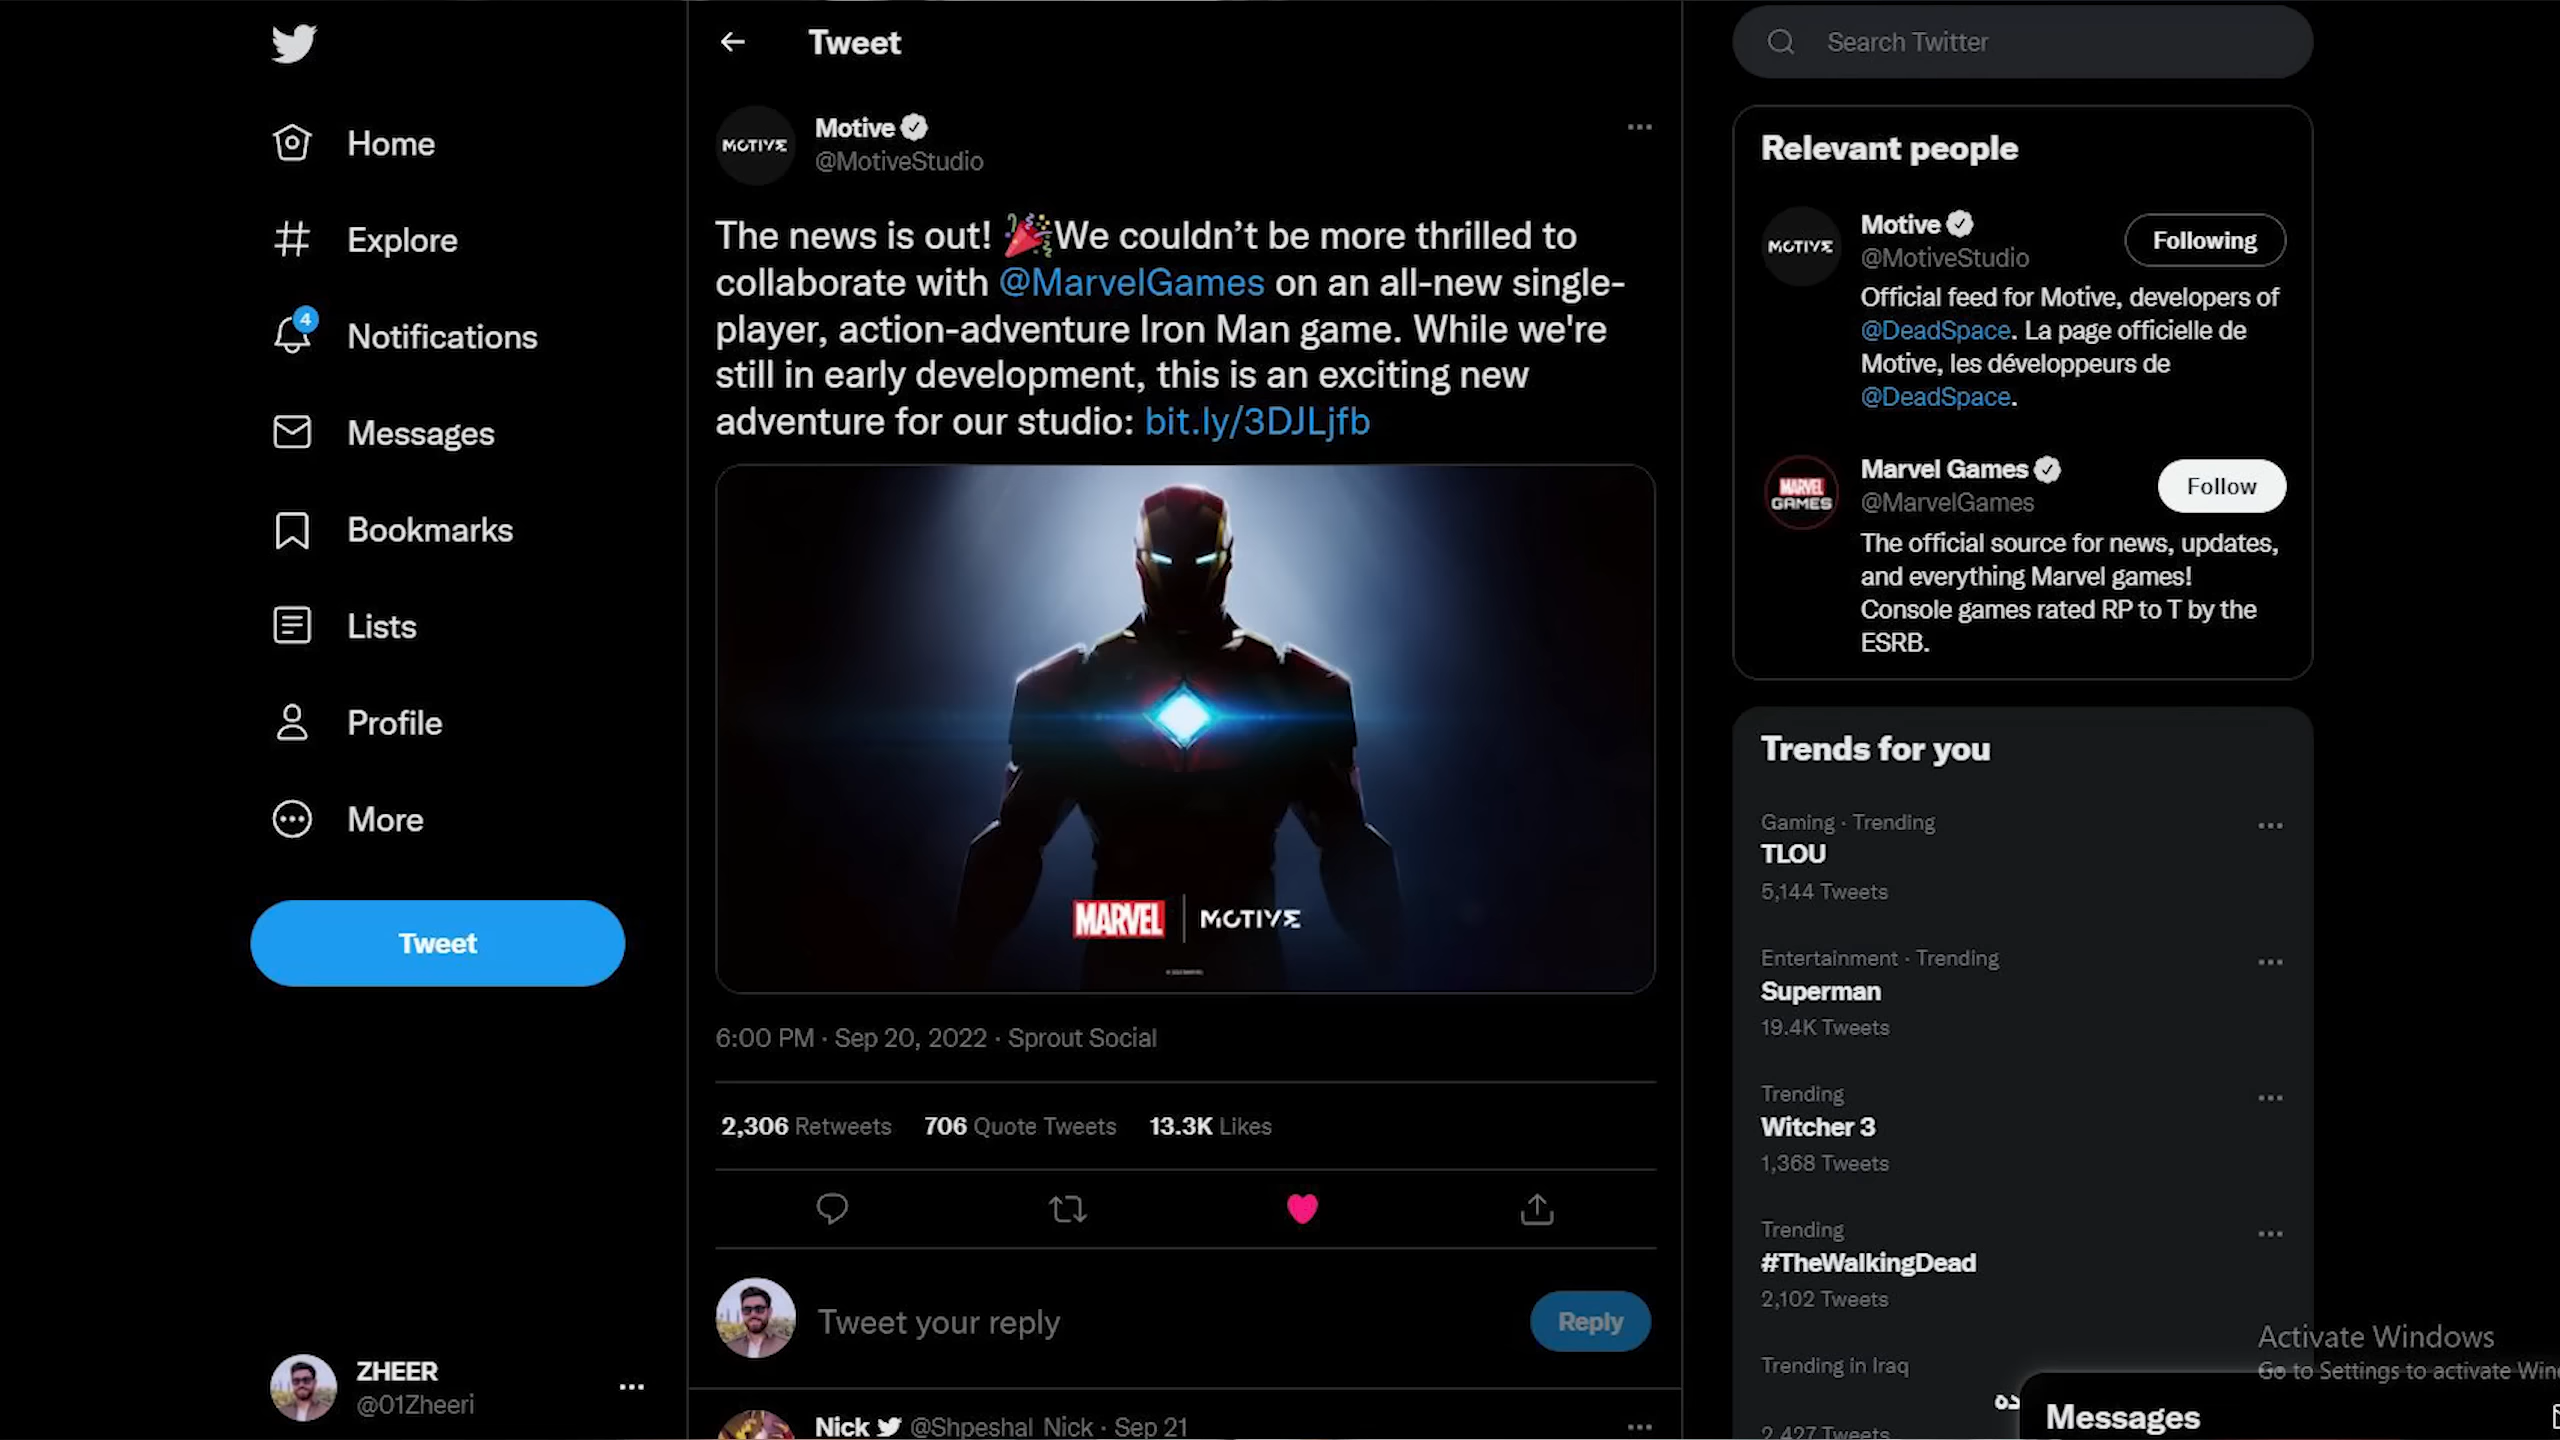 Home
Explore
4
Notifications
Messages
Bookmarks
Lists
Profile
More
Tweet
ZHEER
@01Zheeri
Tweet
MOTIVE
Motive
@MotiveStudio
The news is out! 🎉We couldn’t be more thrilled to
collaborate with @MarvelGames on an all-new single-
player, action-adventure Iron Man game. While we're
still in early development, this is an exciting new
adventure for our studio: bit.ly/3DJLjfb
MARVEL | MOTIVE
6:00 PM · Sep 20, 2022 · Sprout Social
2,306 Retweets 706 Quote Tweets 13.3K Likes
Tweet your reply
Reply
Nick @Shpeshal_Nick · Sep 21
Search Twitter
Relevant people
MOTIVE
Motive
@MotiveStudio
Following
Official feed for Motive, developers of
@DeadSpace. La page officielle de
Motive, les développeurs de
@DeadSpace.
MARVEL
GAMES
Marvel Games
@MarvelGames
Follow
The official source for news, updates,
and everything Marvel games!
Console games rated RP to T by the
ESRB.
Trends for you
Gaming · Trending
TLOU
5,144 Tweets
Entertainment · Trending
Superman
19.4K Tweets
Trending
Witcher 3
1,368 Tweets
Trending
#TheWalkingDead
2,102 Tweets
Trending in Iraq
2,427 Tweets
Activate Windows
Go to Settings to activate Win
Messages